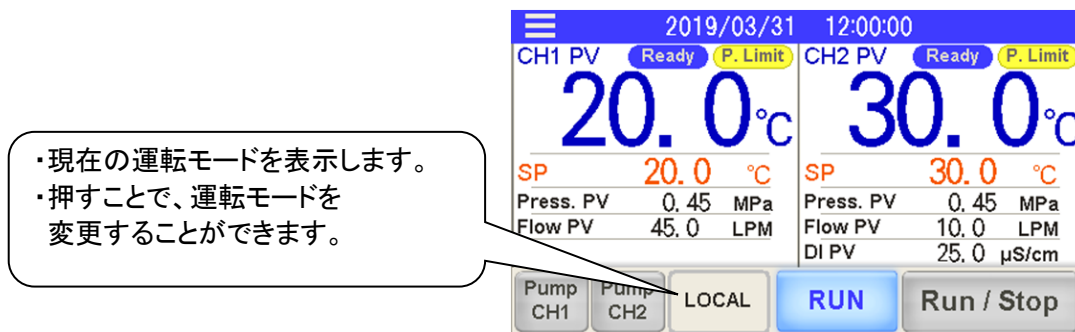 2019/03/31 12:00:00
CH1 PV Ready P. Limit
20.0℃
SP 20.0 ℃
Press. PV 0.45 MPa
Flow PV 45.0 LPM
CH2 PV Ready P. Limit
30.0℃
SP 30.0 ℃
Press. PV 0.45 MPa
Flow PV 10.0 LPM
DI PV 25.0 μS/cm
・現在の運転モードを表示します。
・押すことで、運転モードを
変更することができます。
Pump
CH1
Pump
CH2
LOCAL
RUN
Run / Stop